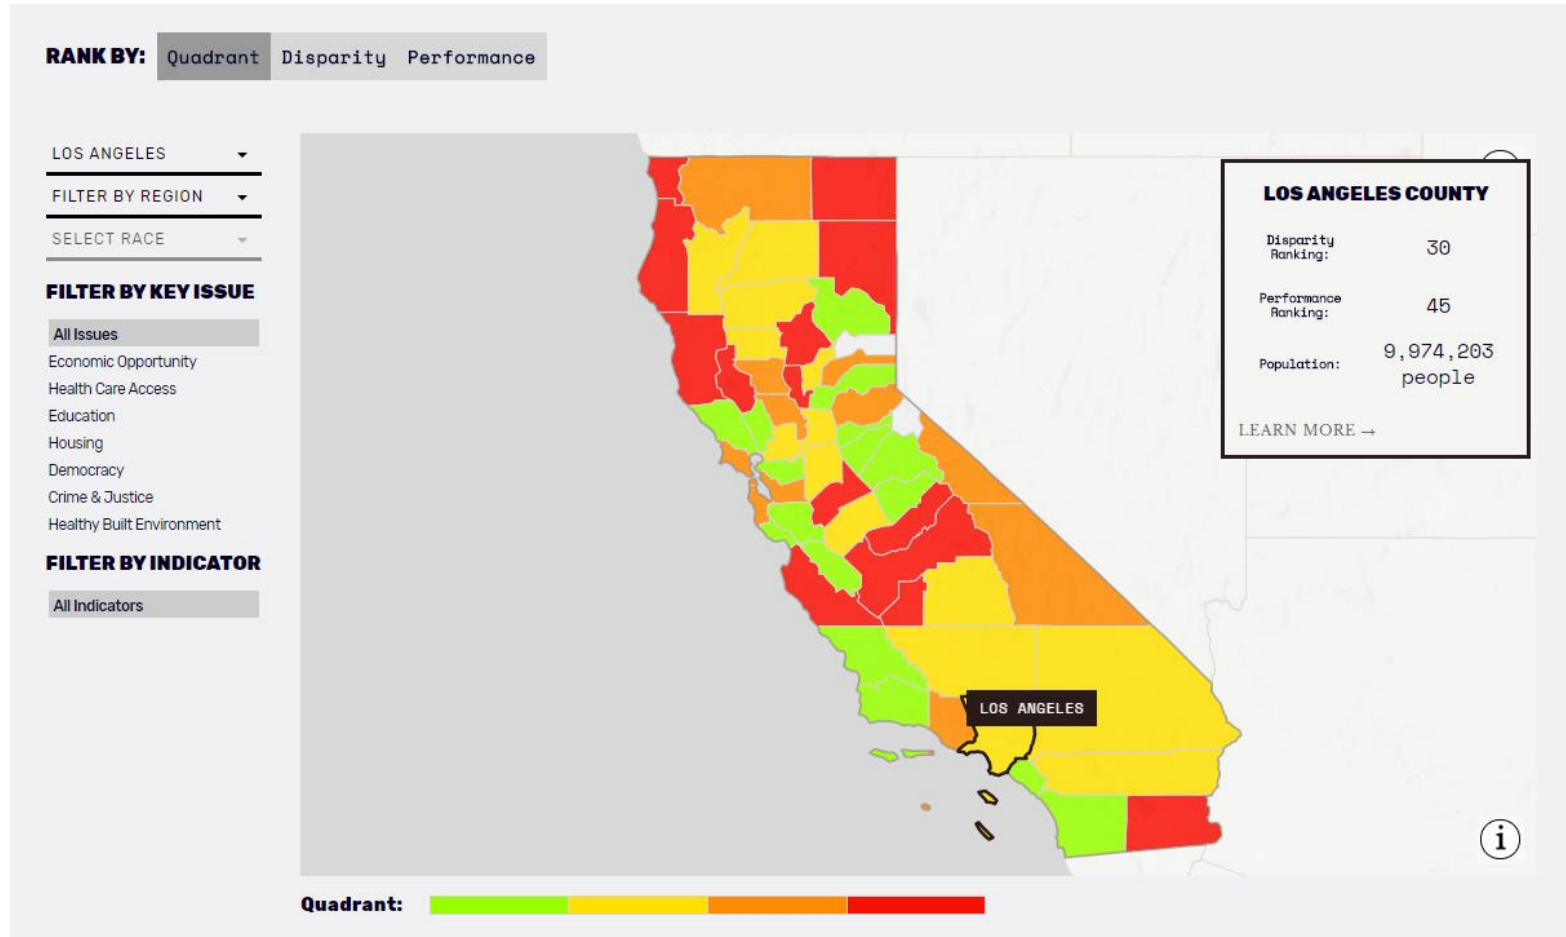 RANK BY: Quadrant Disparity Performance
LOS ANGELES
FILTER BY REGION
SELECT RACE
FILTER BY KEY ISSUE
All Issues
Economic Opportunity
Health Care Access
Education
Housing
Democracy
Crime & Justice
Healthy Built Environment
FILTER BY INDICATOR
All Indicators
LOS ANGELES COUNTY
Disparity
Ranking:
30
Performance
Ranking:
45
Population:
9,974,203
people
LEARN MORE →
LOS ANGELES
i
Quadrant: